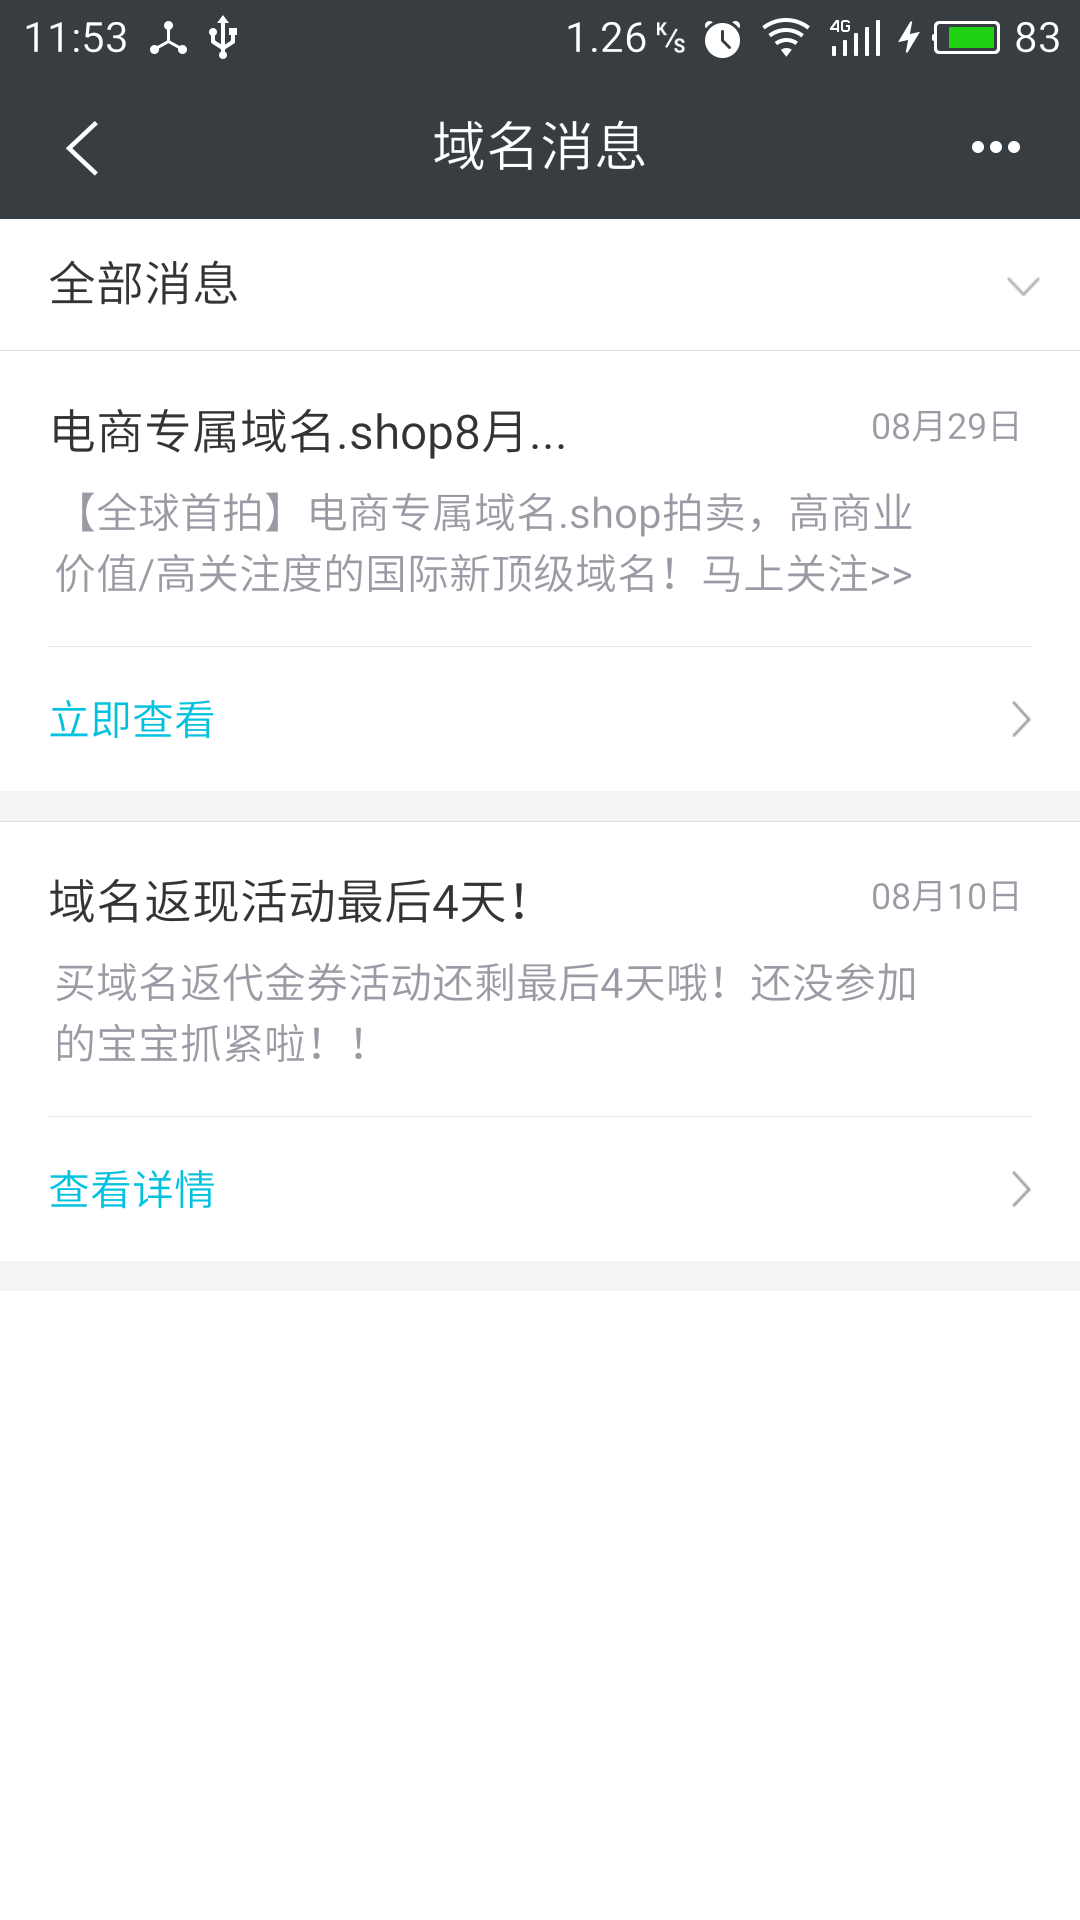 11:53 1.26 K/s 4G 83
域名消息
全部消息
电商专属域名.shop8月... 08月29日
【全球首拍】电商专属域名.shop拍卖，高商业
价值/高关注度的国际新顶级域名！马上关注>>
立即查看
域名返现活动最后4天！ 08月10日
买域名返代金券活动还剩最后4天哦！还没参加
的宝宝抓紧啦！！
查看详情